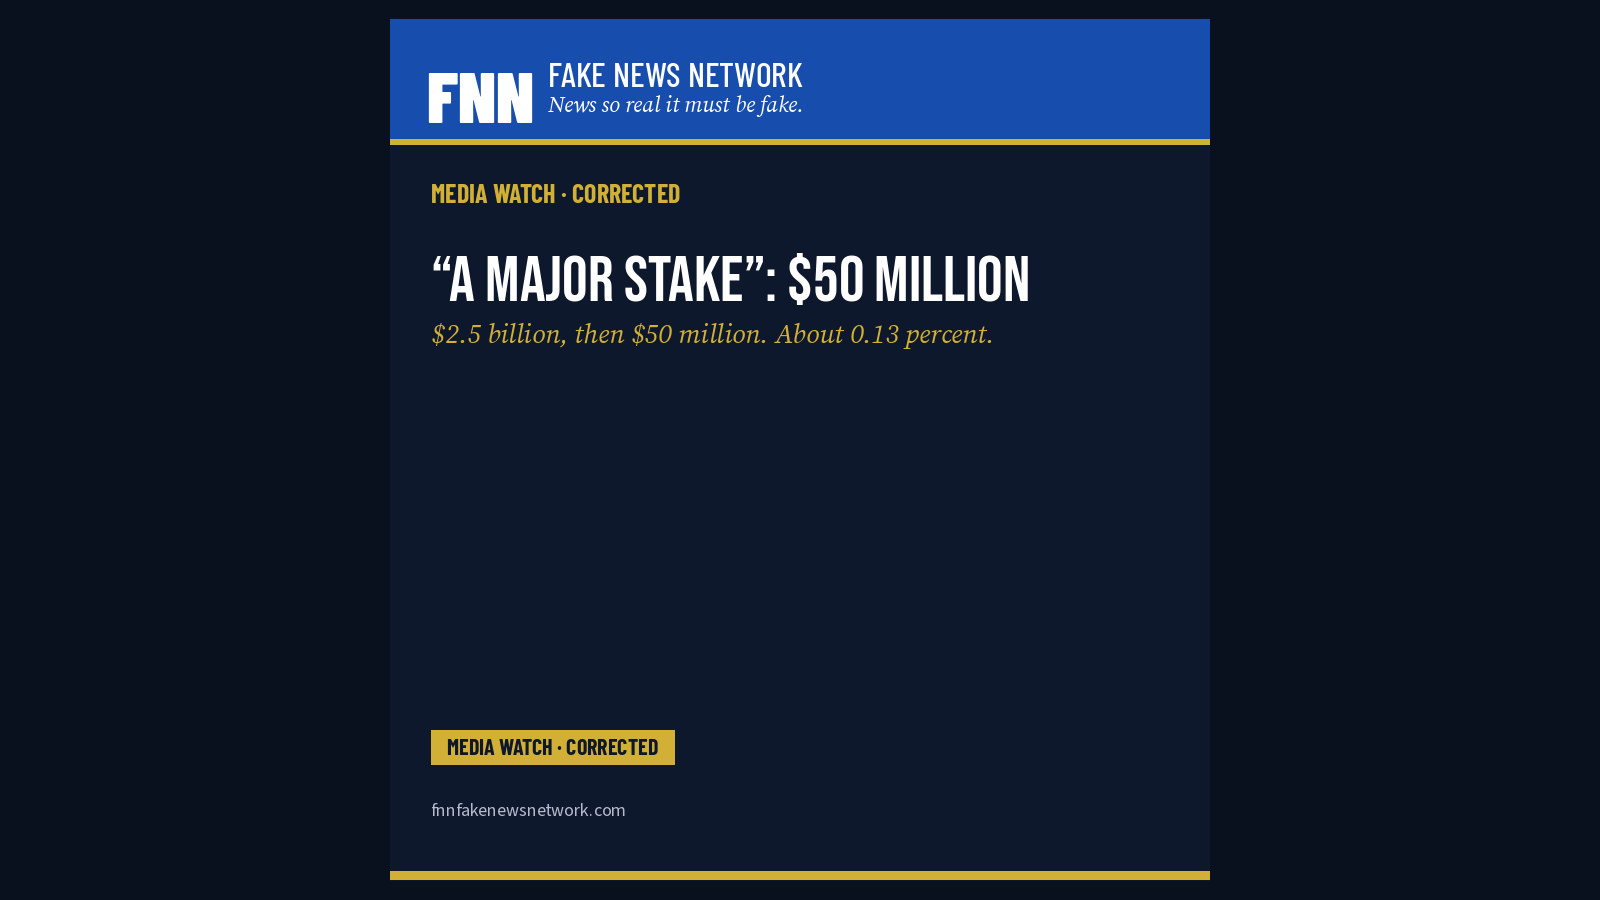 FNN
FAKE NEWS NETWORK
News so real it must be fake.
MEDIA WATCH · CORRECTED
“A MAJOR STAKE”: $50 MILLION
$2.5 billion, then $50 million. About 0.13 percent.
MEDIA WATCH · CORRECTED
fnnfakenewsnetwork.com